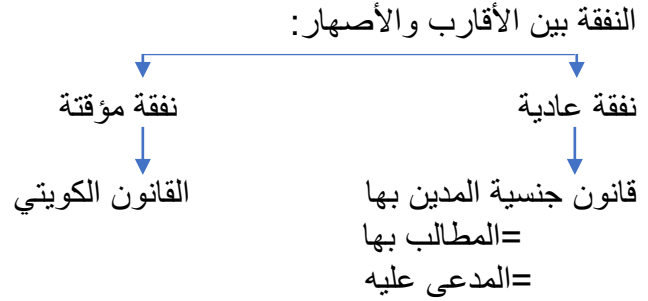 النفقة بين الأقارب والأصهار:
نفقة عادية
نفقة مؤقتة
قانون جنسية المدين بها
القانون الكويتي
=المطالب بها
=المدعى عليه